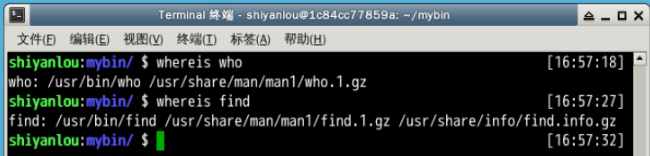 Terminal 终端 - shiyanlou@1c84cc77859a: ~/mybin
文件(F) 编辑(E) 视图(V) 终端(T) 标签(A) 帮助(H)
shiyanlou:mybin/ $ whereis who [16:57:18]
who: /usr/bin/who /usr/share/man/man1/who.1.gz
shiyanlou:mybin/ $ whereis find [16:57:27]
find: /usr/bin/find /usr/share/man/man1/find.1.gz /usr/share/info/find.info.gz
shiyanlou:mybin/ $ [16:57:32]